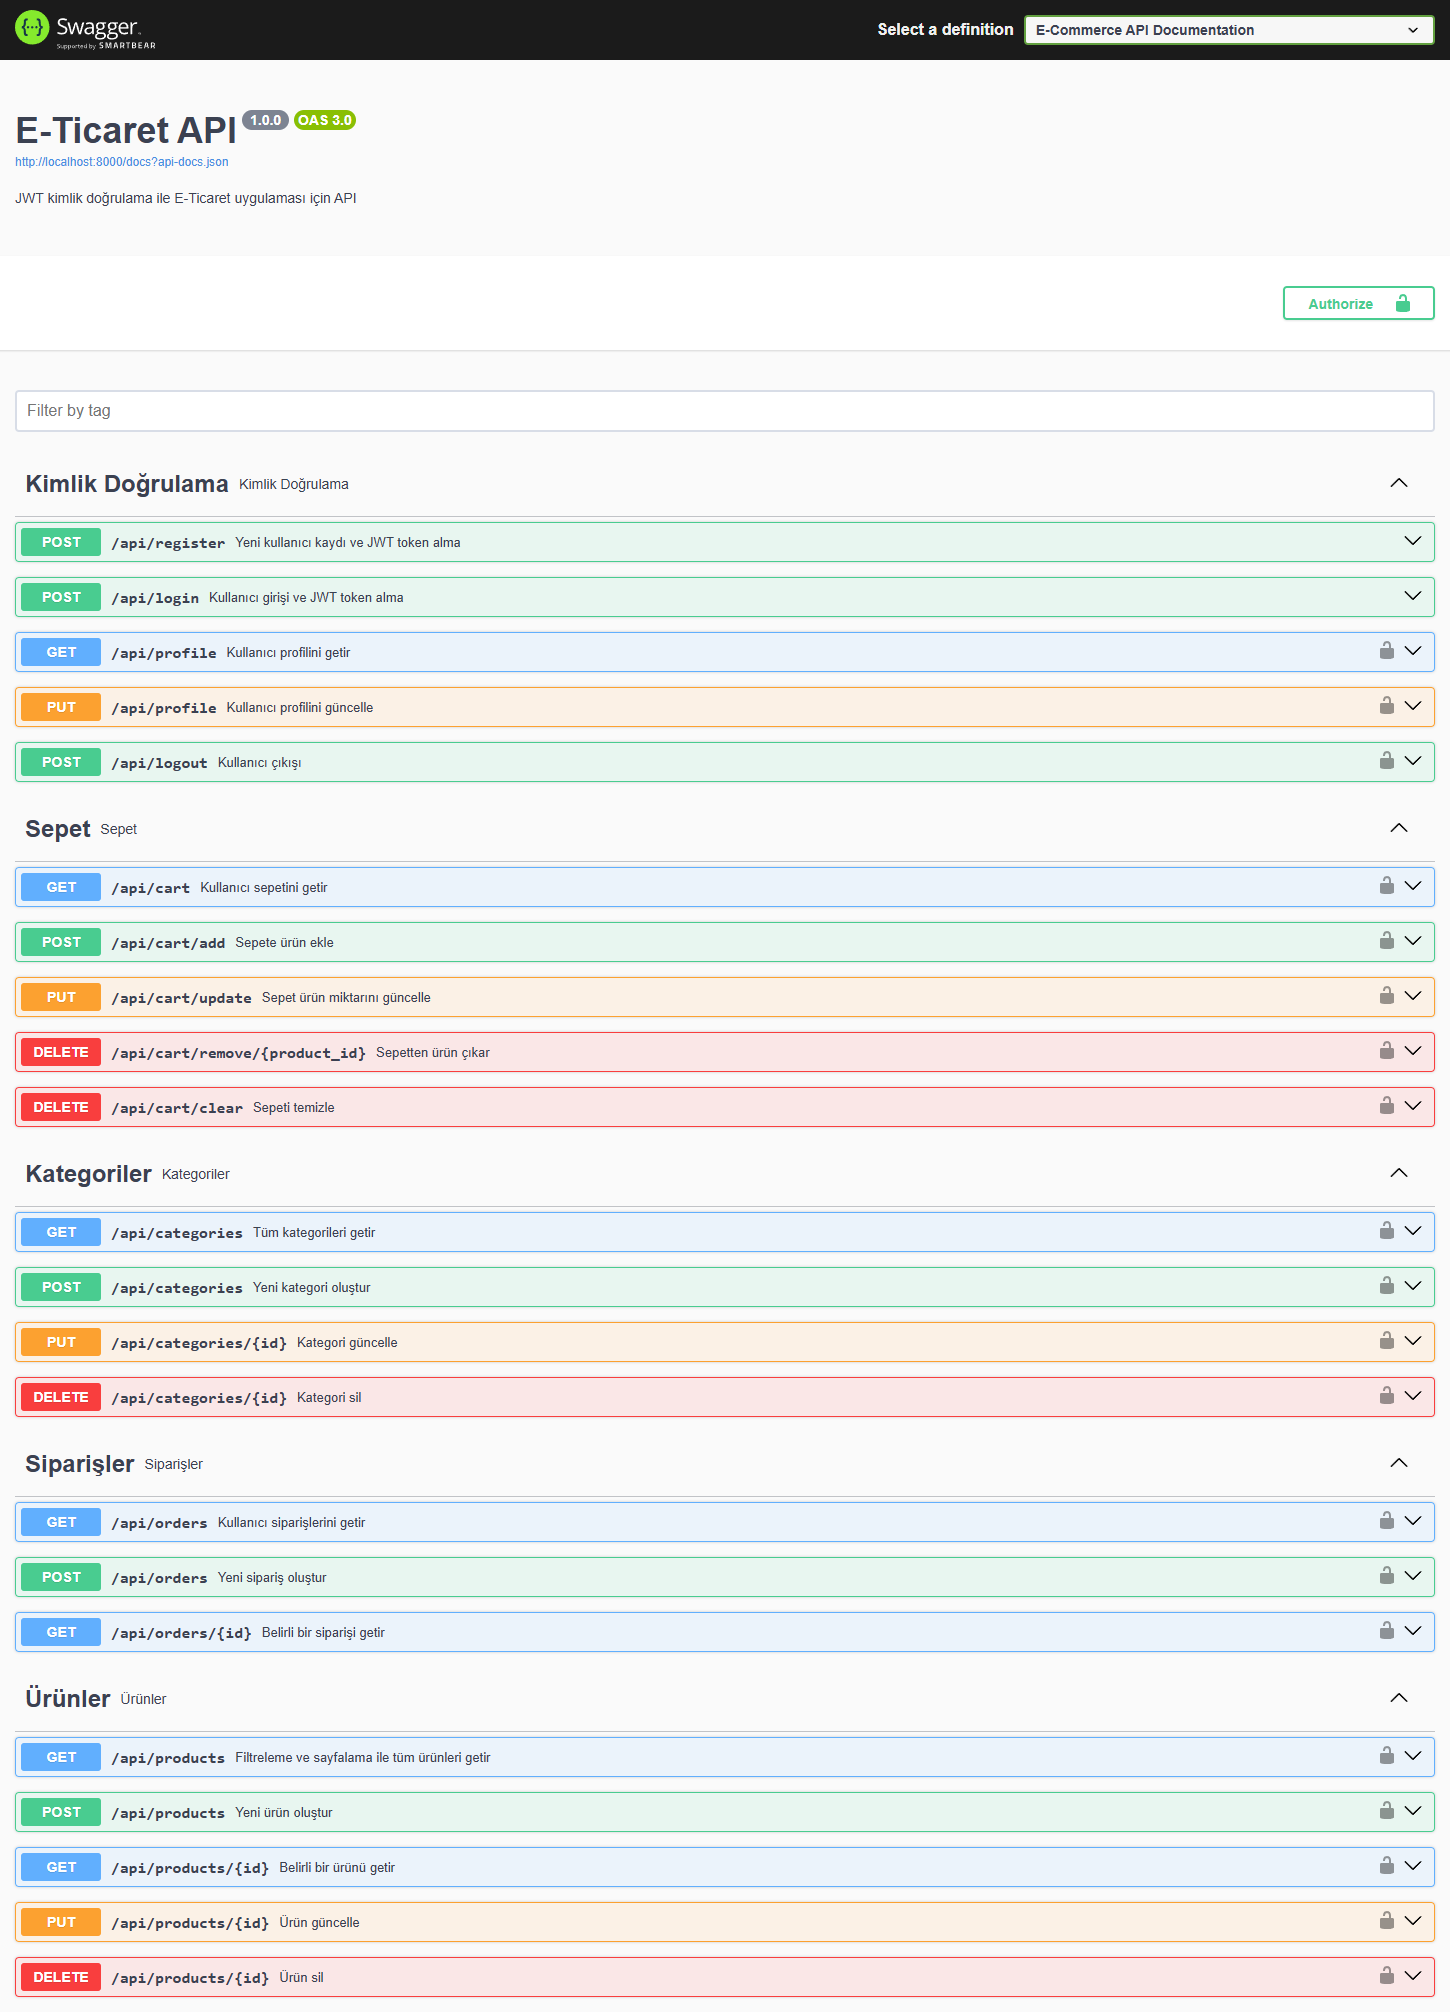 Swagger
Supported by SMARTBEAR
Select a definition
E-Commerce API Documentation
E-Ticaret API 1.0.0 OAS 3.0
http://localhost:8000/docs?api-docs.json
JWT kimlik doğrulama ile E-Ticaret uygulaması için API
Authorize
Filter by tag
Kimlik Doğrulama Kimlik Doğrulama
POST /api/register Yeni kullanıcı kaydı ve JWT token alma
POST /api/login Kullanıcı girişi ve JWT token alma
GET /api/profile Kullanıcı profilini getir
PUT /api/profile Kullanıcı profilini güncelle
POST /api/logout Kullanıcı çıkışı
Sepet Sepet
GET /api/cart Kullanıcı sepetini getir
POST /api/cart/add Sepete ürün ekle
PUT /api/cart/update Sepet ürün miktarını güncelle
DELETE /api/cart/remove/{product_id} Sepetten ürün çıkar
DELETE /api/cart/clear Sepeti temizle
Kategoriler Kategoriler
GET /api/categories Tüm kategorileri getir
POST /api/categories Yeni kategori oluştur
PUT /api/categories/{id} Kategori güncelle
DELETE /api/categories/{id} Kategori sil
Siparişler Siparişler
GET /api/orders Kullanıcı siparişlerini getir
POST /api/orders Yeni sipariş oluştur
GET /api/orders/{id} Belirli bir siparişi getir
Ürünler Ürünler
GET /api/products Filtreleme ve sayfalama ile tüm ürünleri getir
POST /api/products Yeni ürün oluştur
GET /api/products/{id} Belirli bir ürünü getir
PUT /api/products/{id} Ürün güncelle
DELETE /api/products/{id} Ürün sil